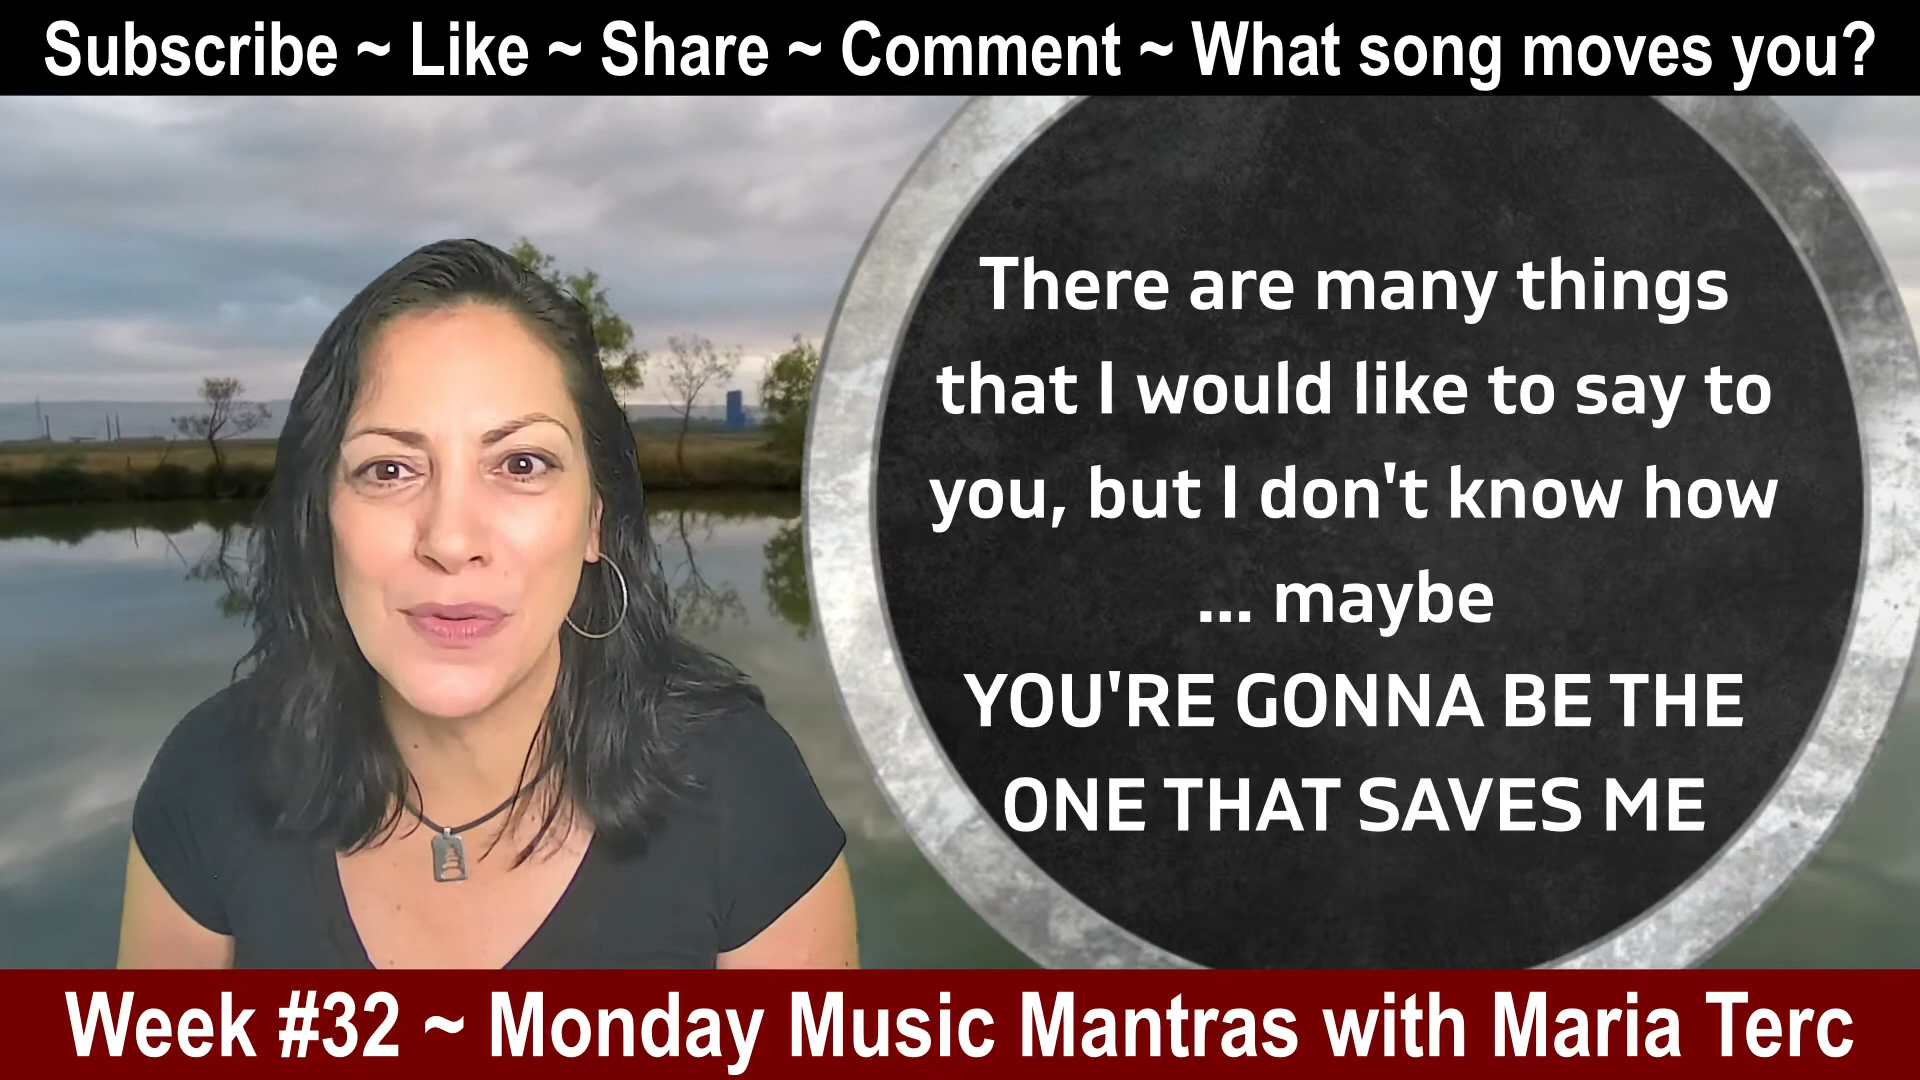 Subscribe ~ Like ~ Share ~ Comment ~ What song moves you?
There are many things
that I would like to say to
you, but I don't know how
... maybe
YOU'RE GONNA BE THE
ONE THAT SAVES ME
Week #32 ~ Monday Music Mantras with Maria Terc